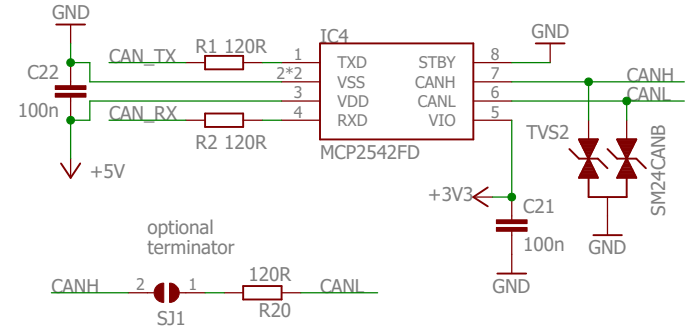 GND
C22
100n
+5V
CAN_TX
R1 120R
CAN_RX
R2 120R
IC4
1 TXD STBY 8
2*2 VSS CANH 7
3 VDD CANL 6
4 RXD VIO 5
MCP2542FD
GND
CANH
CANL
TVS2
SM24CANB
GND
+3V3
C21
100n
GND
optional
terminator
CANH 2 1 120R CANL
SJ1 R20